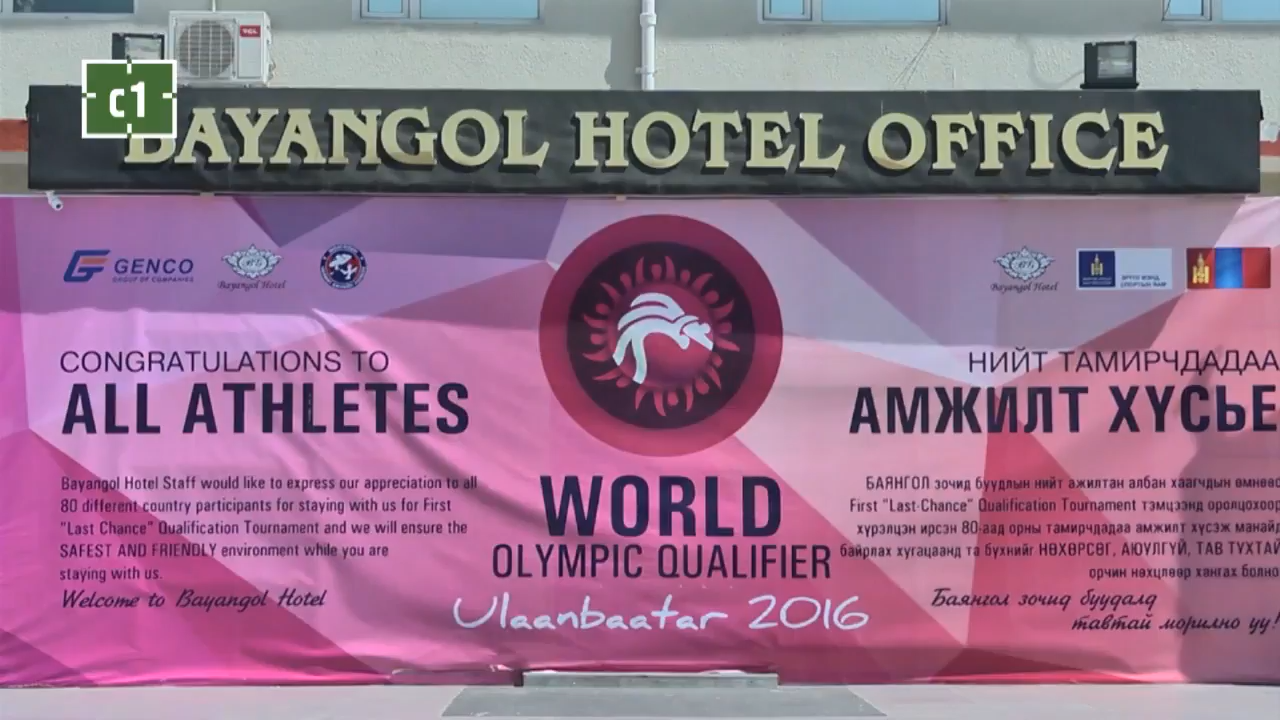 TCL
c1
BAYANGOL HOTEL OFFICE
GENCO
GROUP OF COMPANIES
Bayangol Hotel
Bayangol Hotel
CONGRATULATIONS TO
ALL ATHLETES
Bayangol Hotel Staff would like to express our appreciation to all
80 different country participants for staying with us for First
"Last Chance" Qualification Tournament and we will ensure the
SAFEST AND FRIENDLY environment while you are
staying with us.
Welcome to Bayangol Hotel
WORLD
OLYMPIC QUALIFIER
Ulaanbaatar 2016
НИЙТ ТАМИРЧДАДАА
АМЖИЛТ ХҮСЬЕ
БАЯНГОЛ зочид буудлын нийт ажилтан албан хаагчдын өмнөөс
First "Last-Chance" Qualification Tournament тэмцээнд оролцохоор
хүрэлцэн ирсэн 80-аад орны тамирчдадаа амжилт хүсэж манайд
байрлах хугацаанд та бүхнийг НӨХӨРСӨГ, АЮУЛГҮЙ, ТАВ ТУХТАЙ
орчин нөхцлөөр хангах болно
Баянгол зочид буудалд
тавтай морилно уу!